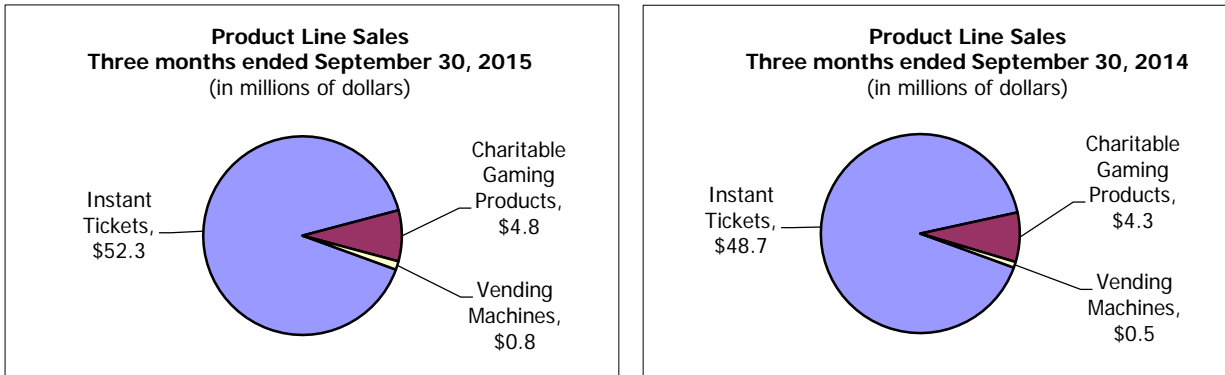 Product Line Sales
Three months ended September 30, 2015
(in millions of dollars)
Instant
Tickets,
$52.3
Charitable
Gaming
Products,
$4.8
Vending
Machines,
$0.8
Product Line Sales
Three months ended September 30, 2014
(in millions of dollars)
Instant
Tickets,
$48.7
Charitable
Gaming
Products,
$4.3
Vending
Machines,
$0.5